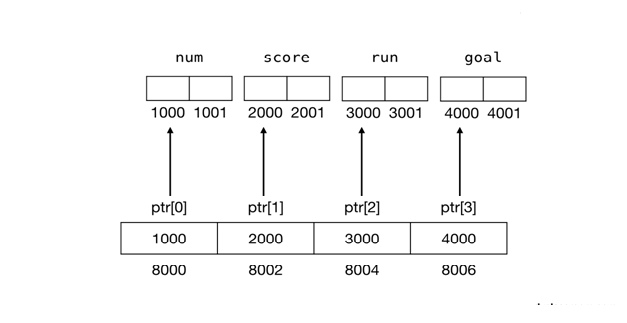 num score run goal
1000 1001 2000 2001 3000 3001 4000 4001
ptr[0] ptr[1] ptr[2] ptr[3]
1000 2000 3000 4000
8000 8002 8004 8006